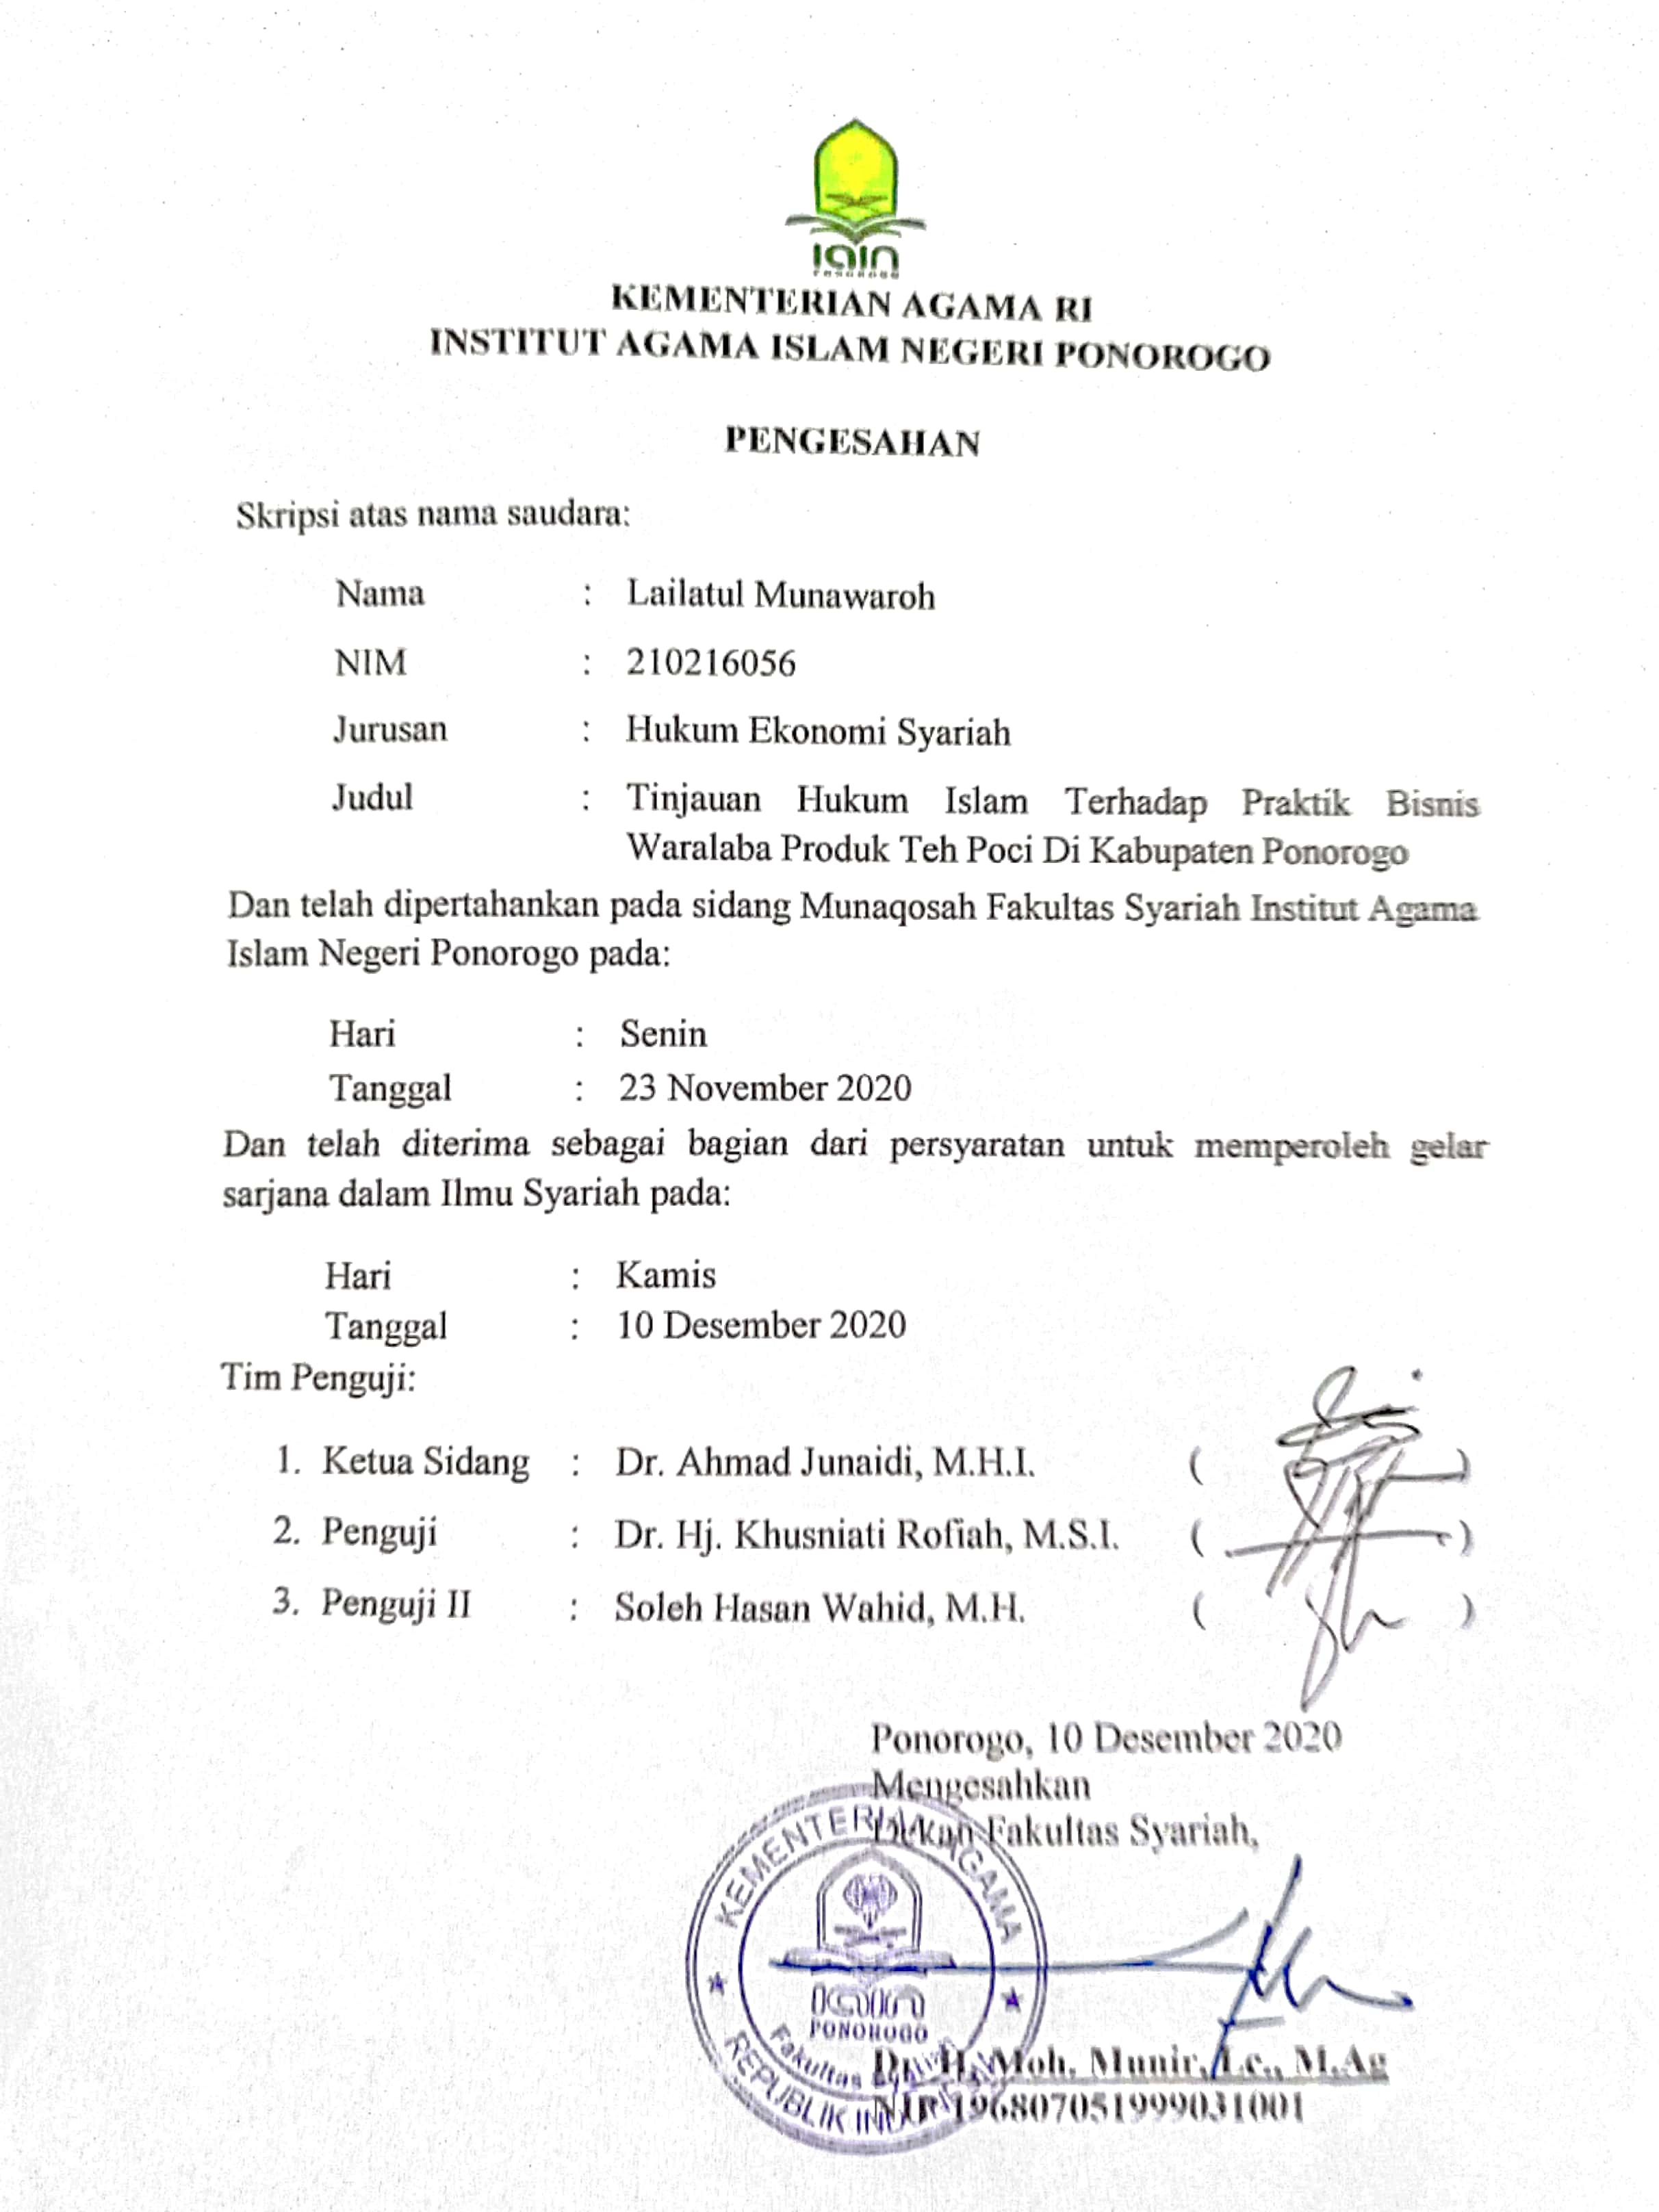 iain
PONOROGO
KEMENTERIAN AGAMA RI
INSTITUT AGAMA ISLAM NEGERI PONOROGO
PENGESAHAN
Skripsi atas nama saudara:
Nama : Lailatul Munawaroh
NIM : 210216056
Jurusan : Hukum Ekonomi Syariah
Judul : Tinjauan Hukum Islam Terhadap Praktik Bisnis
Waralaba Produk Teh Poci Di Kabupaten Ponorogo
Dan telah dipertahankan pada sidang Munaqosah Fakultas Syariah Institut Agama
Islam Negeri Ponorogo pada:
Hari : Senin
Tanggal : 23 November 2020
Dan telah diterima sebagai bagian dari persyaratan untuk memperoleh gelar
sarjana dalam Ilmu Syariah pada:
Hari : Kamis
Tanggal : 10 Desember 2020
Tim Penguji:
1. Ketua Sidang : Dr. Ahmad Junaidi, M.H.I. ( )
2. Penguji : Dr. Hj. Khusniati Rofiah, M.S.I. ( )
3. Penguji II : Soleh Hasan Wahid, M.H. ( )
Ponorogo, 10 Desember 2020
Mengesahkan
Dekan Fakultas Syariah,
KEMENTERIAN AGAMA
iain
PONOROGO
Fakultas
REPUBLIK INDONESIA
Dr. H. Moh. Munir, Lc., M.Ag
NIP 196807051999031001